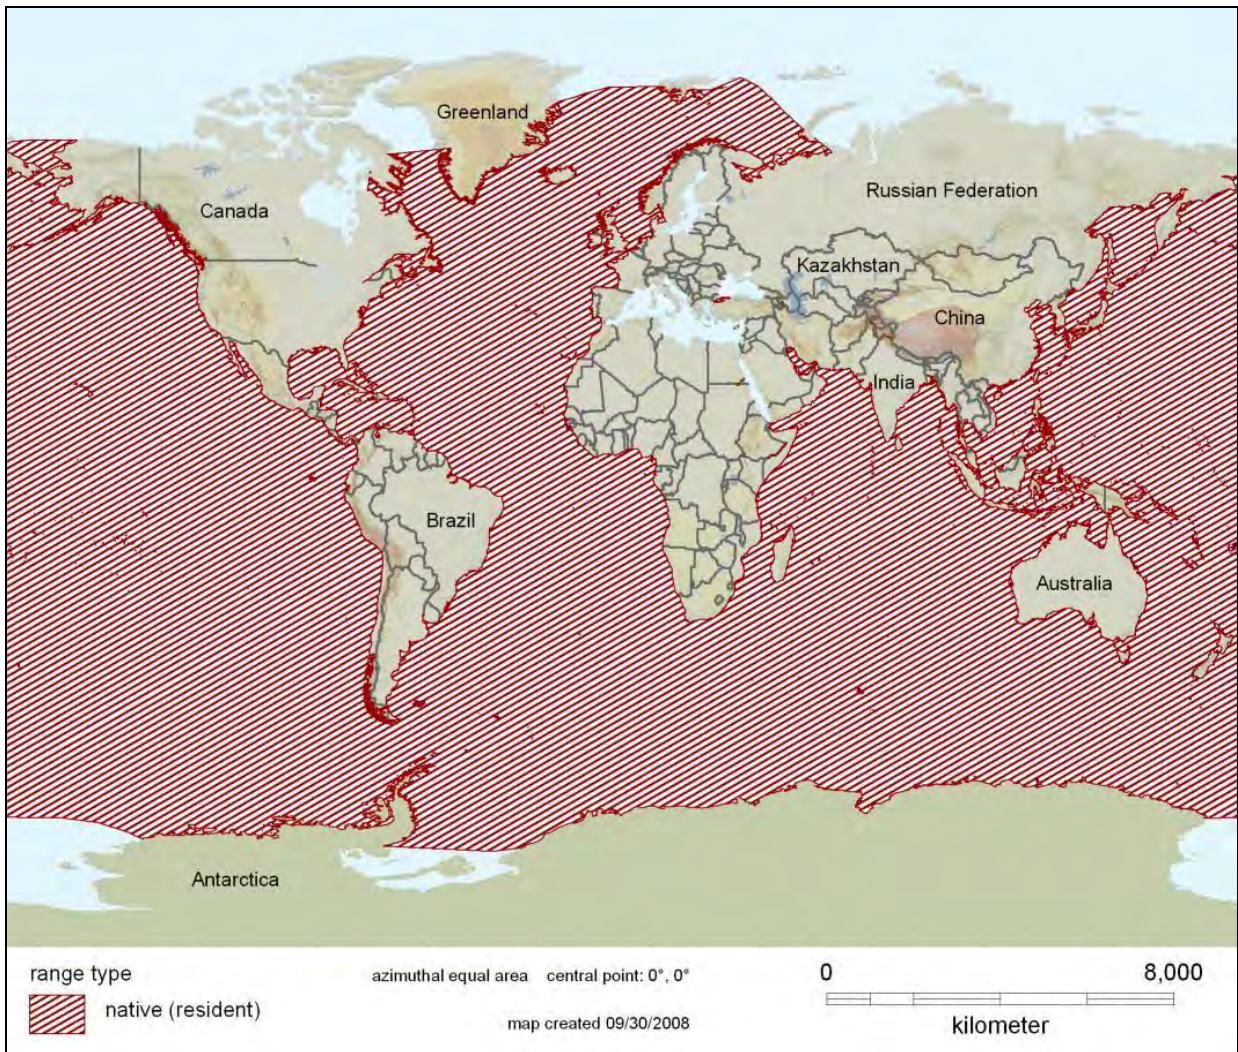 Greenland
Russian Federation
Canada
Kazakhstan
China
India
Brazil
Australia
Antarctica
range type
native (resident)
azimuthal equal area central point: 0°, 0°
map created 09/30/2008
0 8,000
kilometer